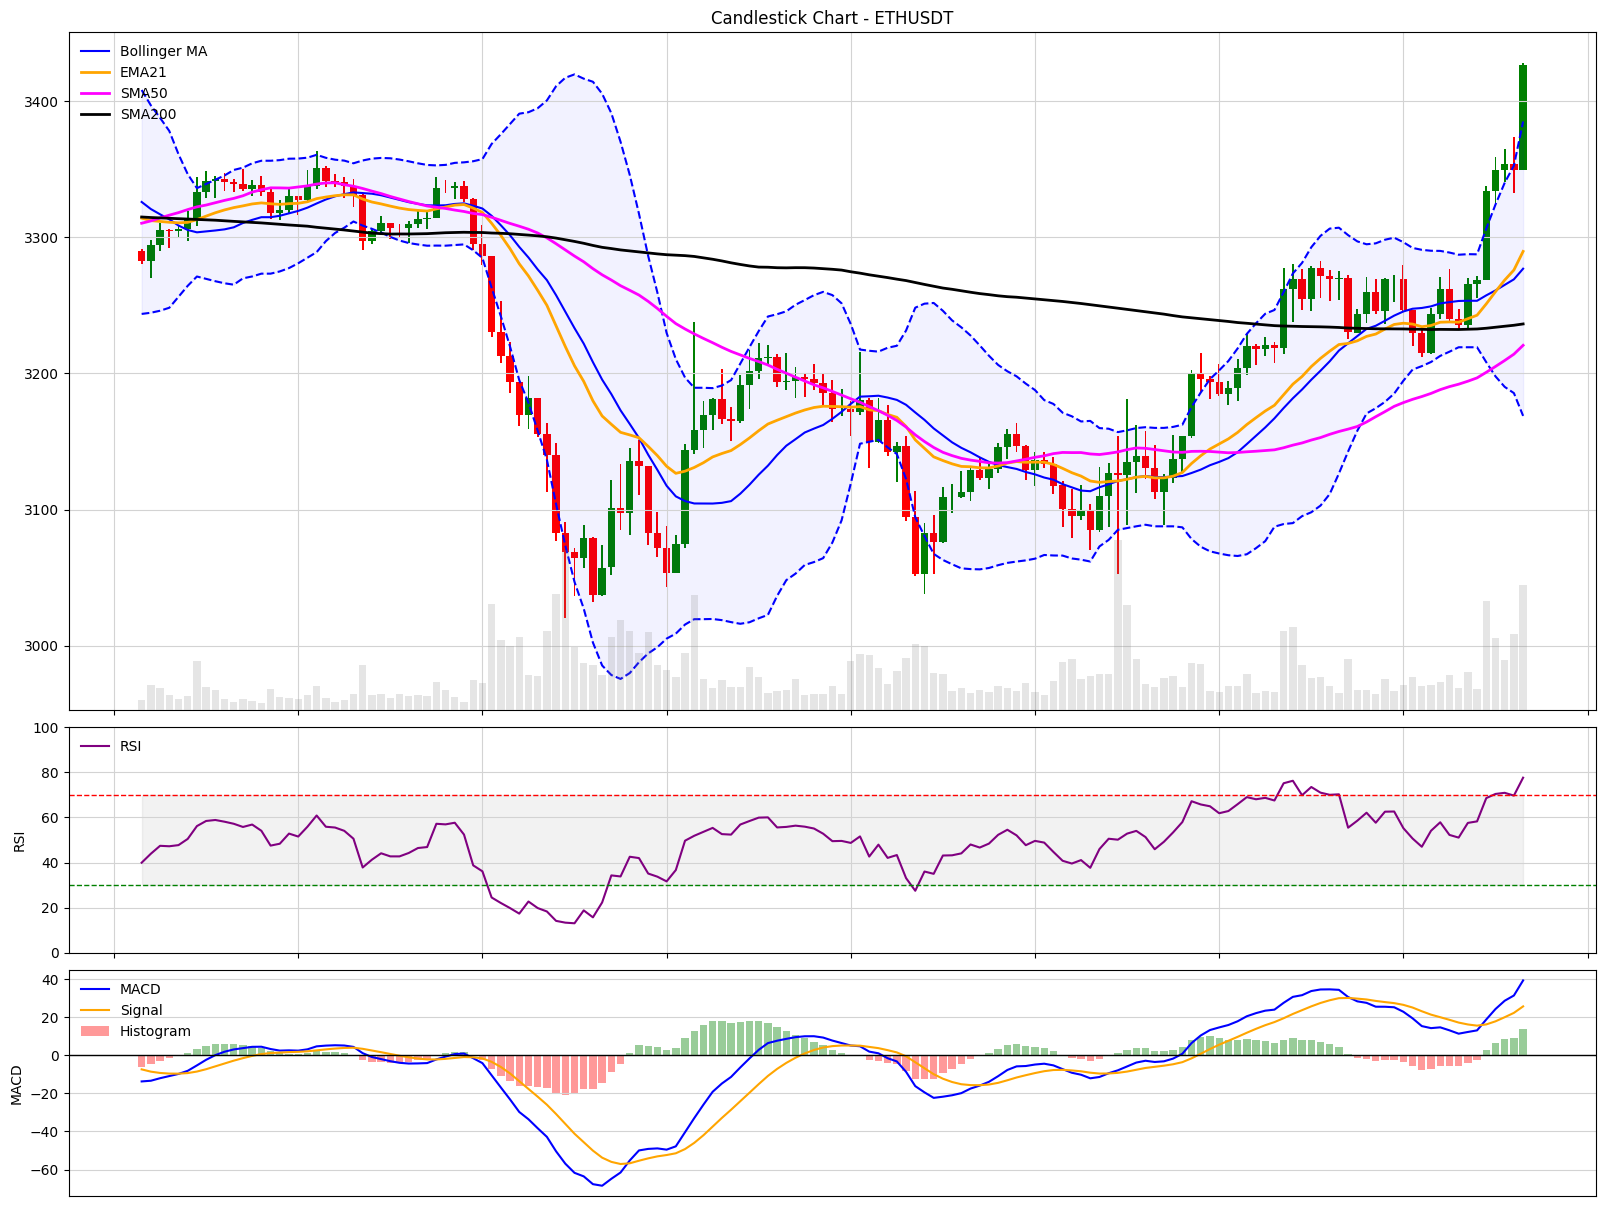 Candlestick Chart - ETHUSDT
Bollinger MA
EMA21
SMA50
SMA200
3400
3300
3200
3100
3000
RSI
100
80
60
40
20
0
RSI
MACD
Signal
Histogram
40
20
0
−20
−40
−60
MACD